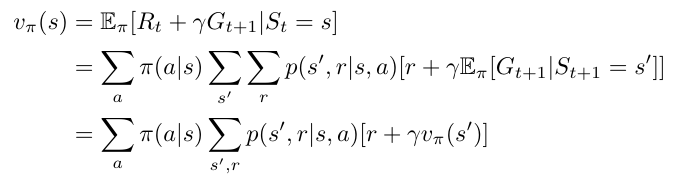 v_π(s) = 𝔼_π[R_t + γG_{t+1}|S_t = s]
= ∑_a π(a|s) ∑_{s'} ∑_r p(s', r|s, a)[r + γ𝔼_π[G_{t+1}|S_{t+1} = s']]
= ∑_a π(a|s) ∑_{s',r} p(s', r|s, a)[r + γv_π(s')]